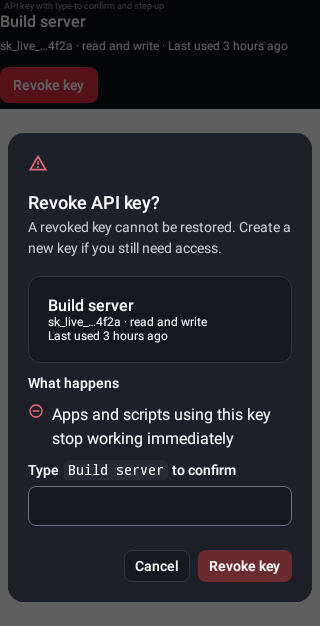 API key with type-to-confirm and step-up
Build server
sk_live_…4f2a · read and write · Last used 3 hours ago
Revoke key
Revoke API key?
A revoked key cannot be restored. Create a
new key if you still need access.
Build server
sk_live_…4f2a · read and write
Last used 3 hours ago
What happens
Apps and scripts using this key
stop working immediately
Type Build server to confirm
Cancel
Revoke key